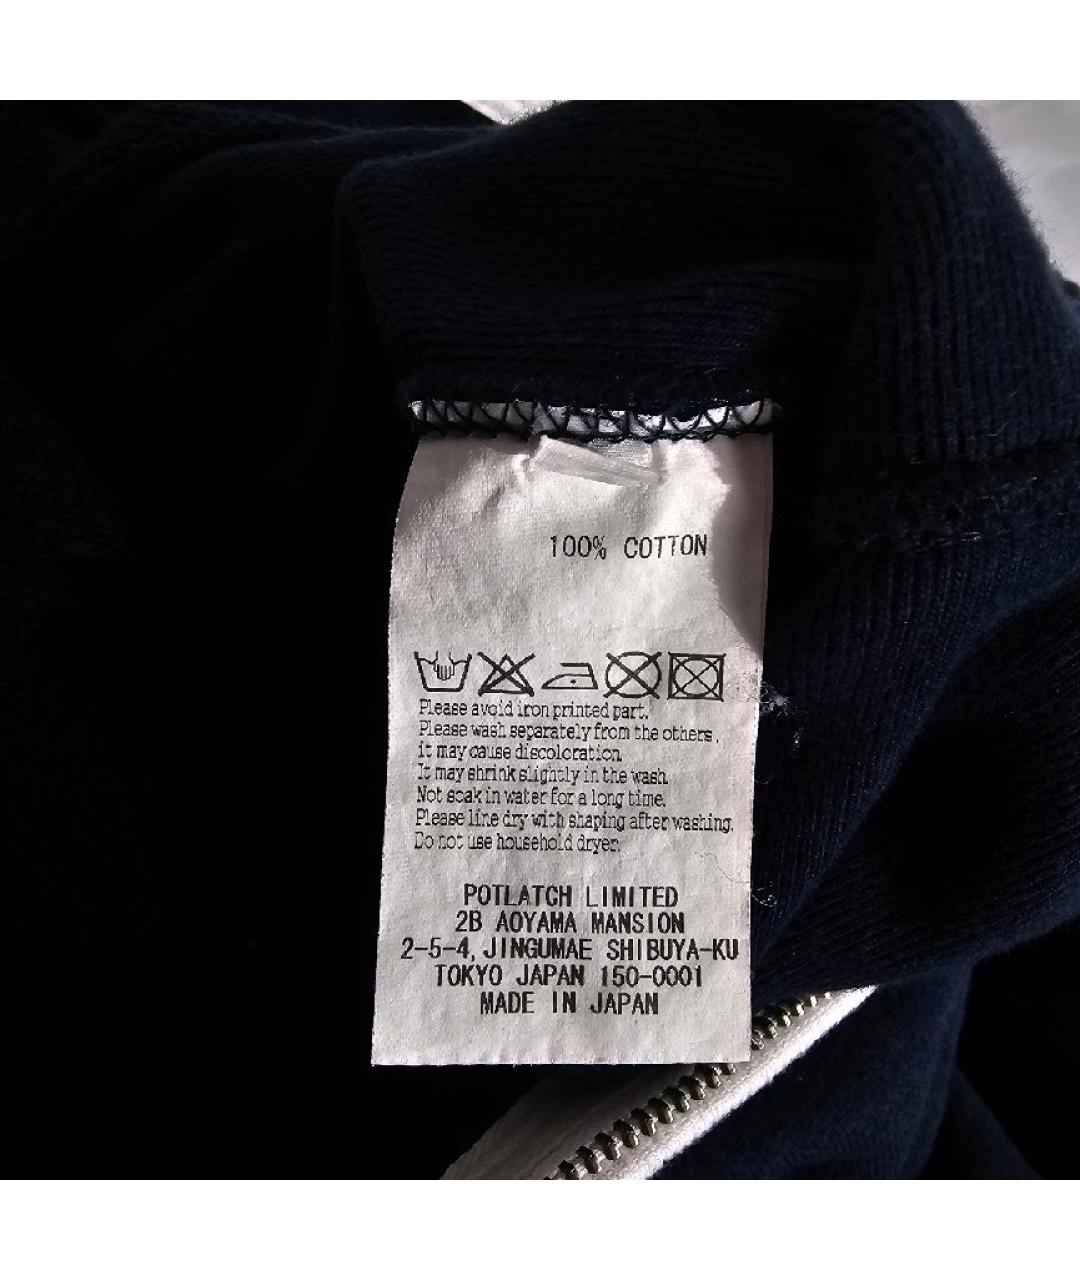 100% COTTON
Please avoid iron printed part.
Please wash separately from the others,
it may cause discoloration.
It may shrink slightly in the wash.
Not soak in water for a long time.
Please line dry with shaping after washing.
Do not use household dryer.
POTLATCH LIMITED
2B AOYAMA MANSION
2-5-4, JINGUMAE SHIBUYA-KU
TOKYO JAPAN 150-0001
MADE IN JAPAN